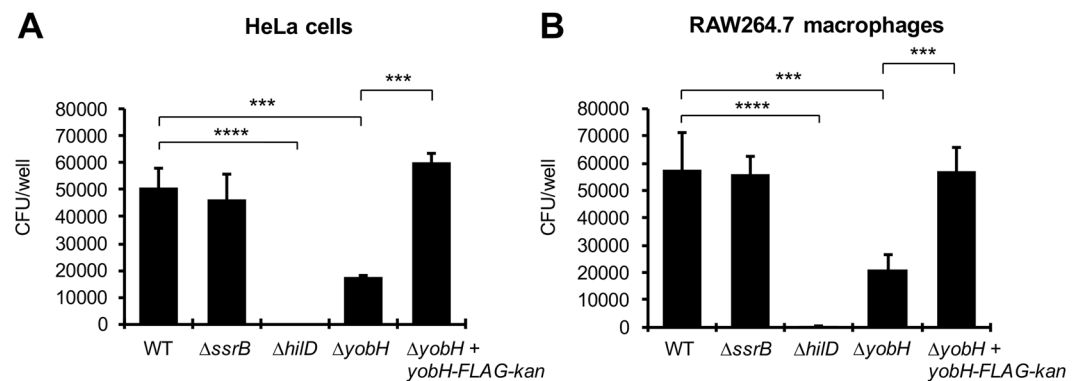 A
HeLa cells
***
***
****
80000
70000
60000
50000
40000
30000
20000
10000
0
CFU/well
WT
ΔssrB
ΔhilD
ΔyobH
ΔyobH +
yobH-FLAG-kan
B
RAW264.7 macrophages
***
***
****
80000
70000
60000
50000
40000
30000
20000
10000
0
CFU/well
WT
ΔssrB
ΔhilD
ΔyobH
ΔyobH +
yobH-FLAG-kan